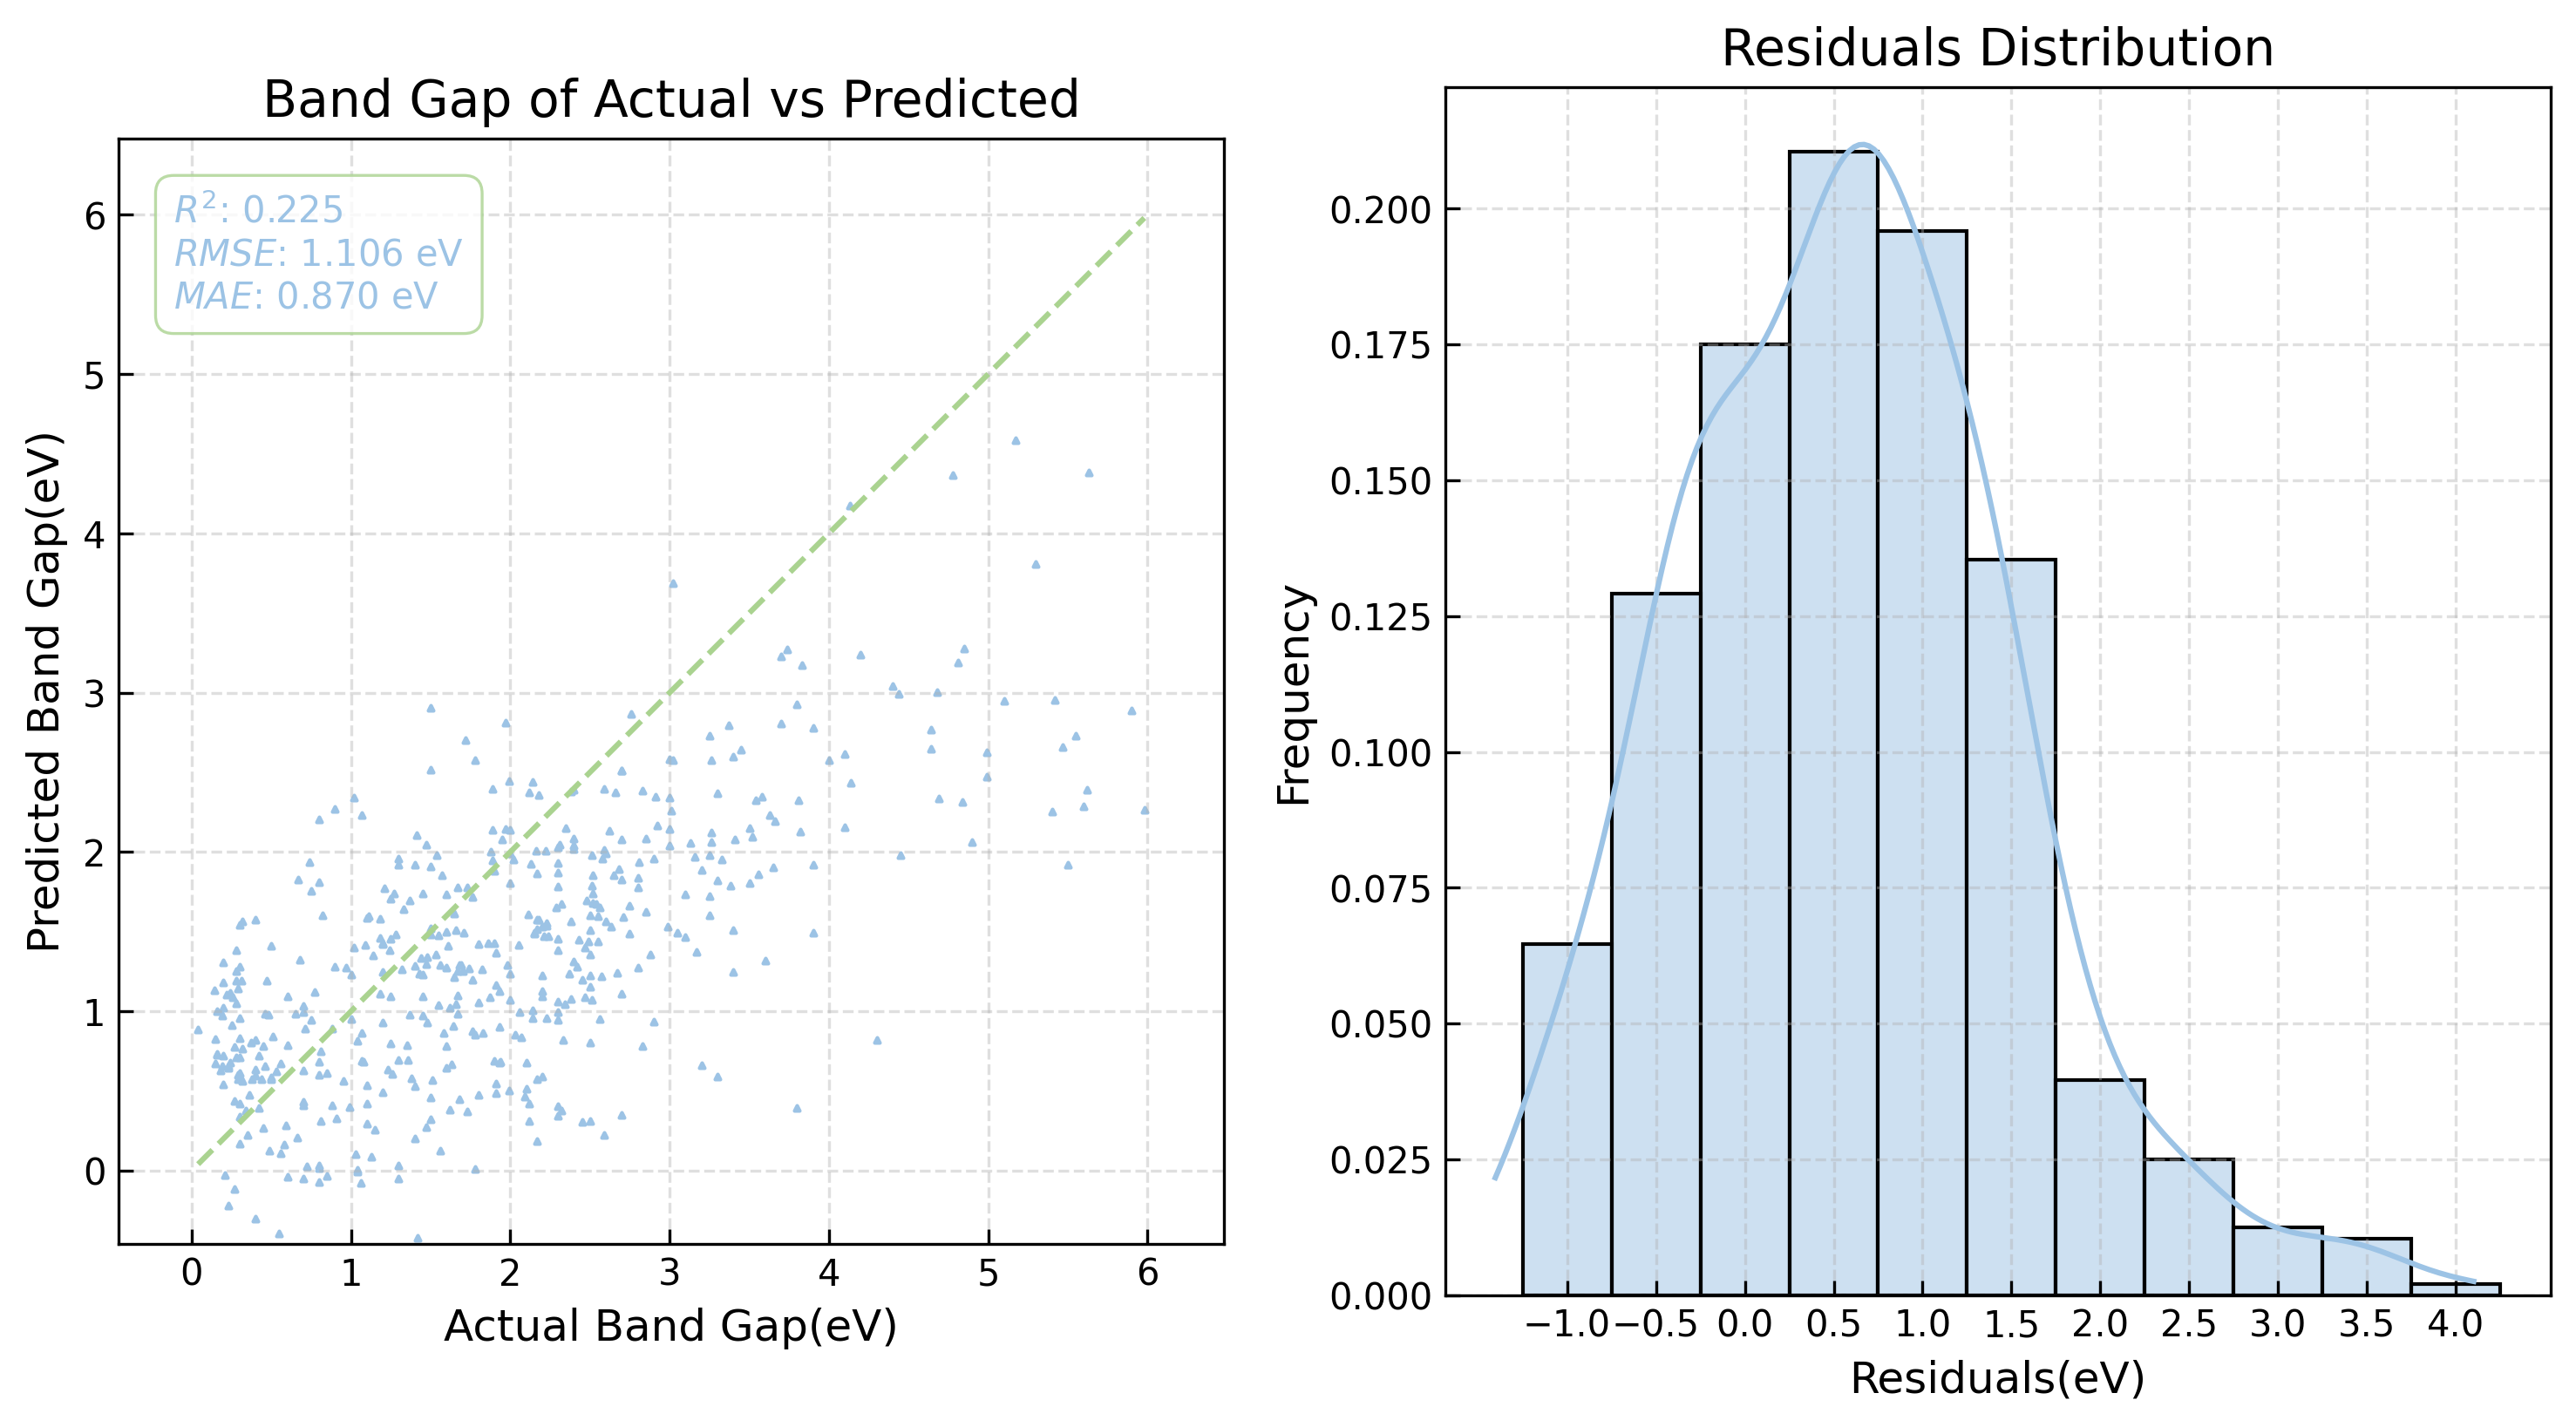 Band Gap of Actual vs Predicted
R²: 0.225
RMSE: 1.106 eV
MAE: 0.870 eV
Predicted Band Gap(eV)
6
5
4
3
2
1
0
0 1 2 3 4 5 6
Actual Band Gap(eV)
Residuals Distribution
Frequency
0.200
0.175
0.150
0.125
0.100
0.075
0.050
0.025
0.000
−1.0 −0.5 0.0 0.5 1.0 1.5 2.0 2.5 3.0 3.5 4.0
Residuals(eV)